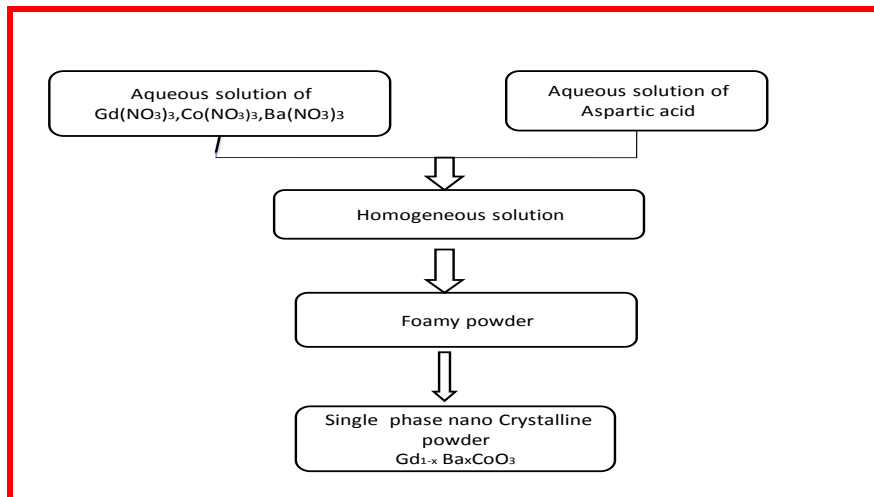 Aqueous solution of
Gd(NO₃)₃,Co(NO₃)₃,Ba(NO₃)₃
Aqueous solution of
Aspartic acid
Homogeneous solution
Foamy powder
Single phase nano Crystalline
powder
Gd₁₋ₓ BaₓCoO₃